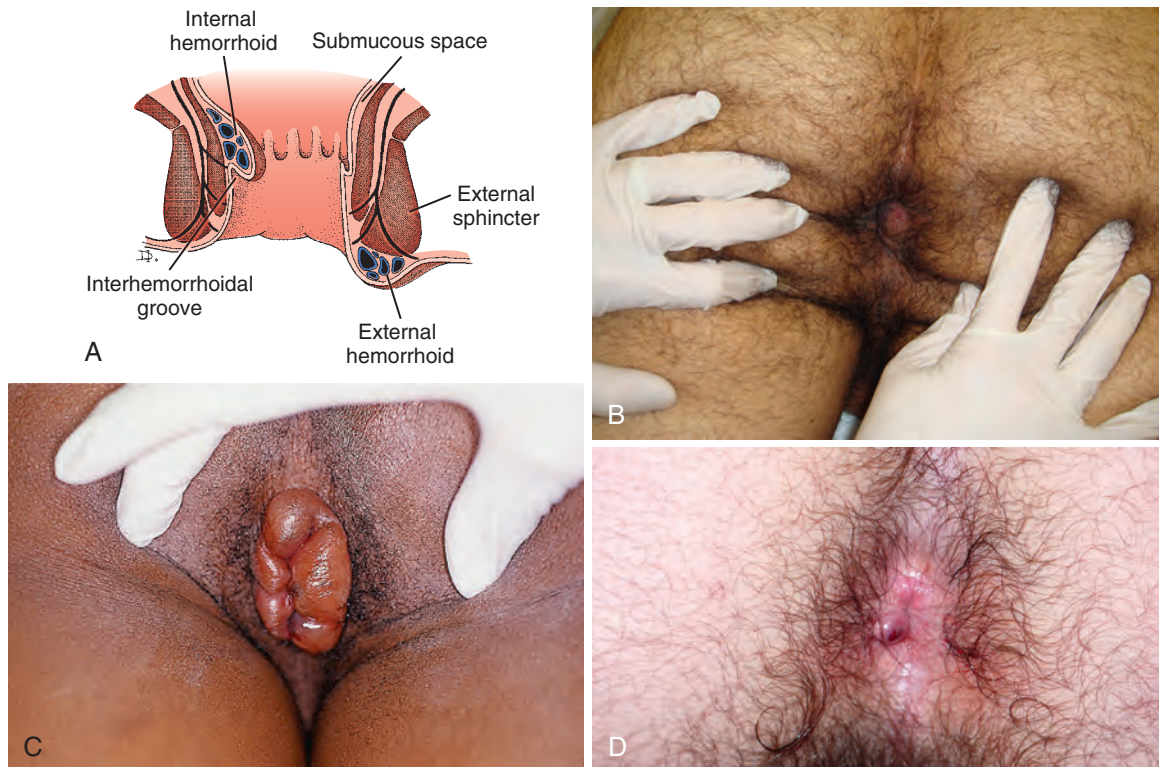 Internal
hemorrhoid
Submucous space
External
sphincter
Interhemorrhoidal
groove
External
hemorrhoid
A
B
C
D